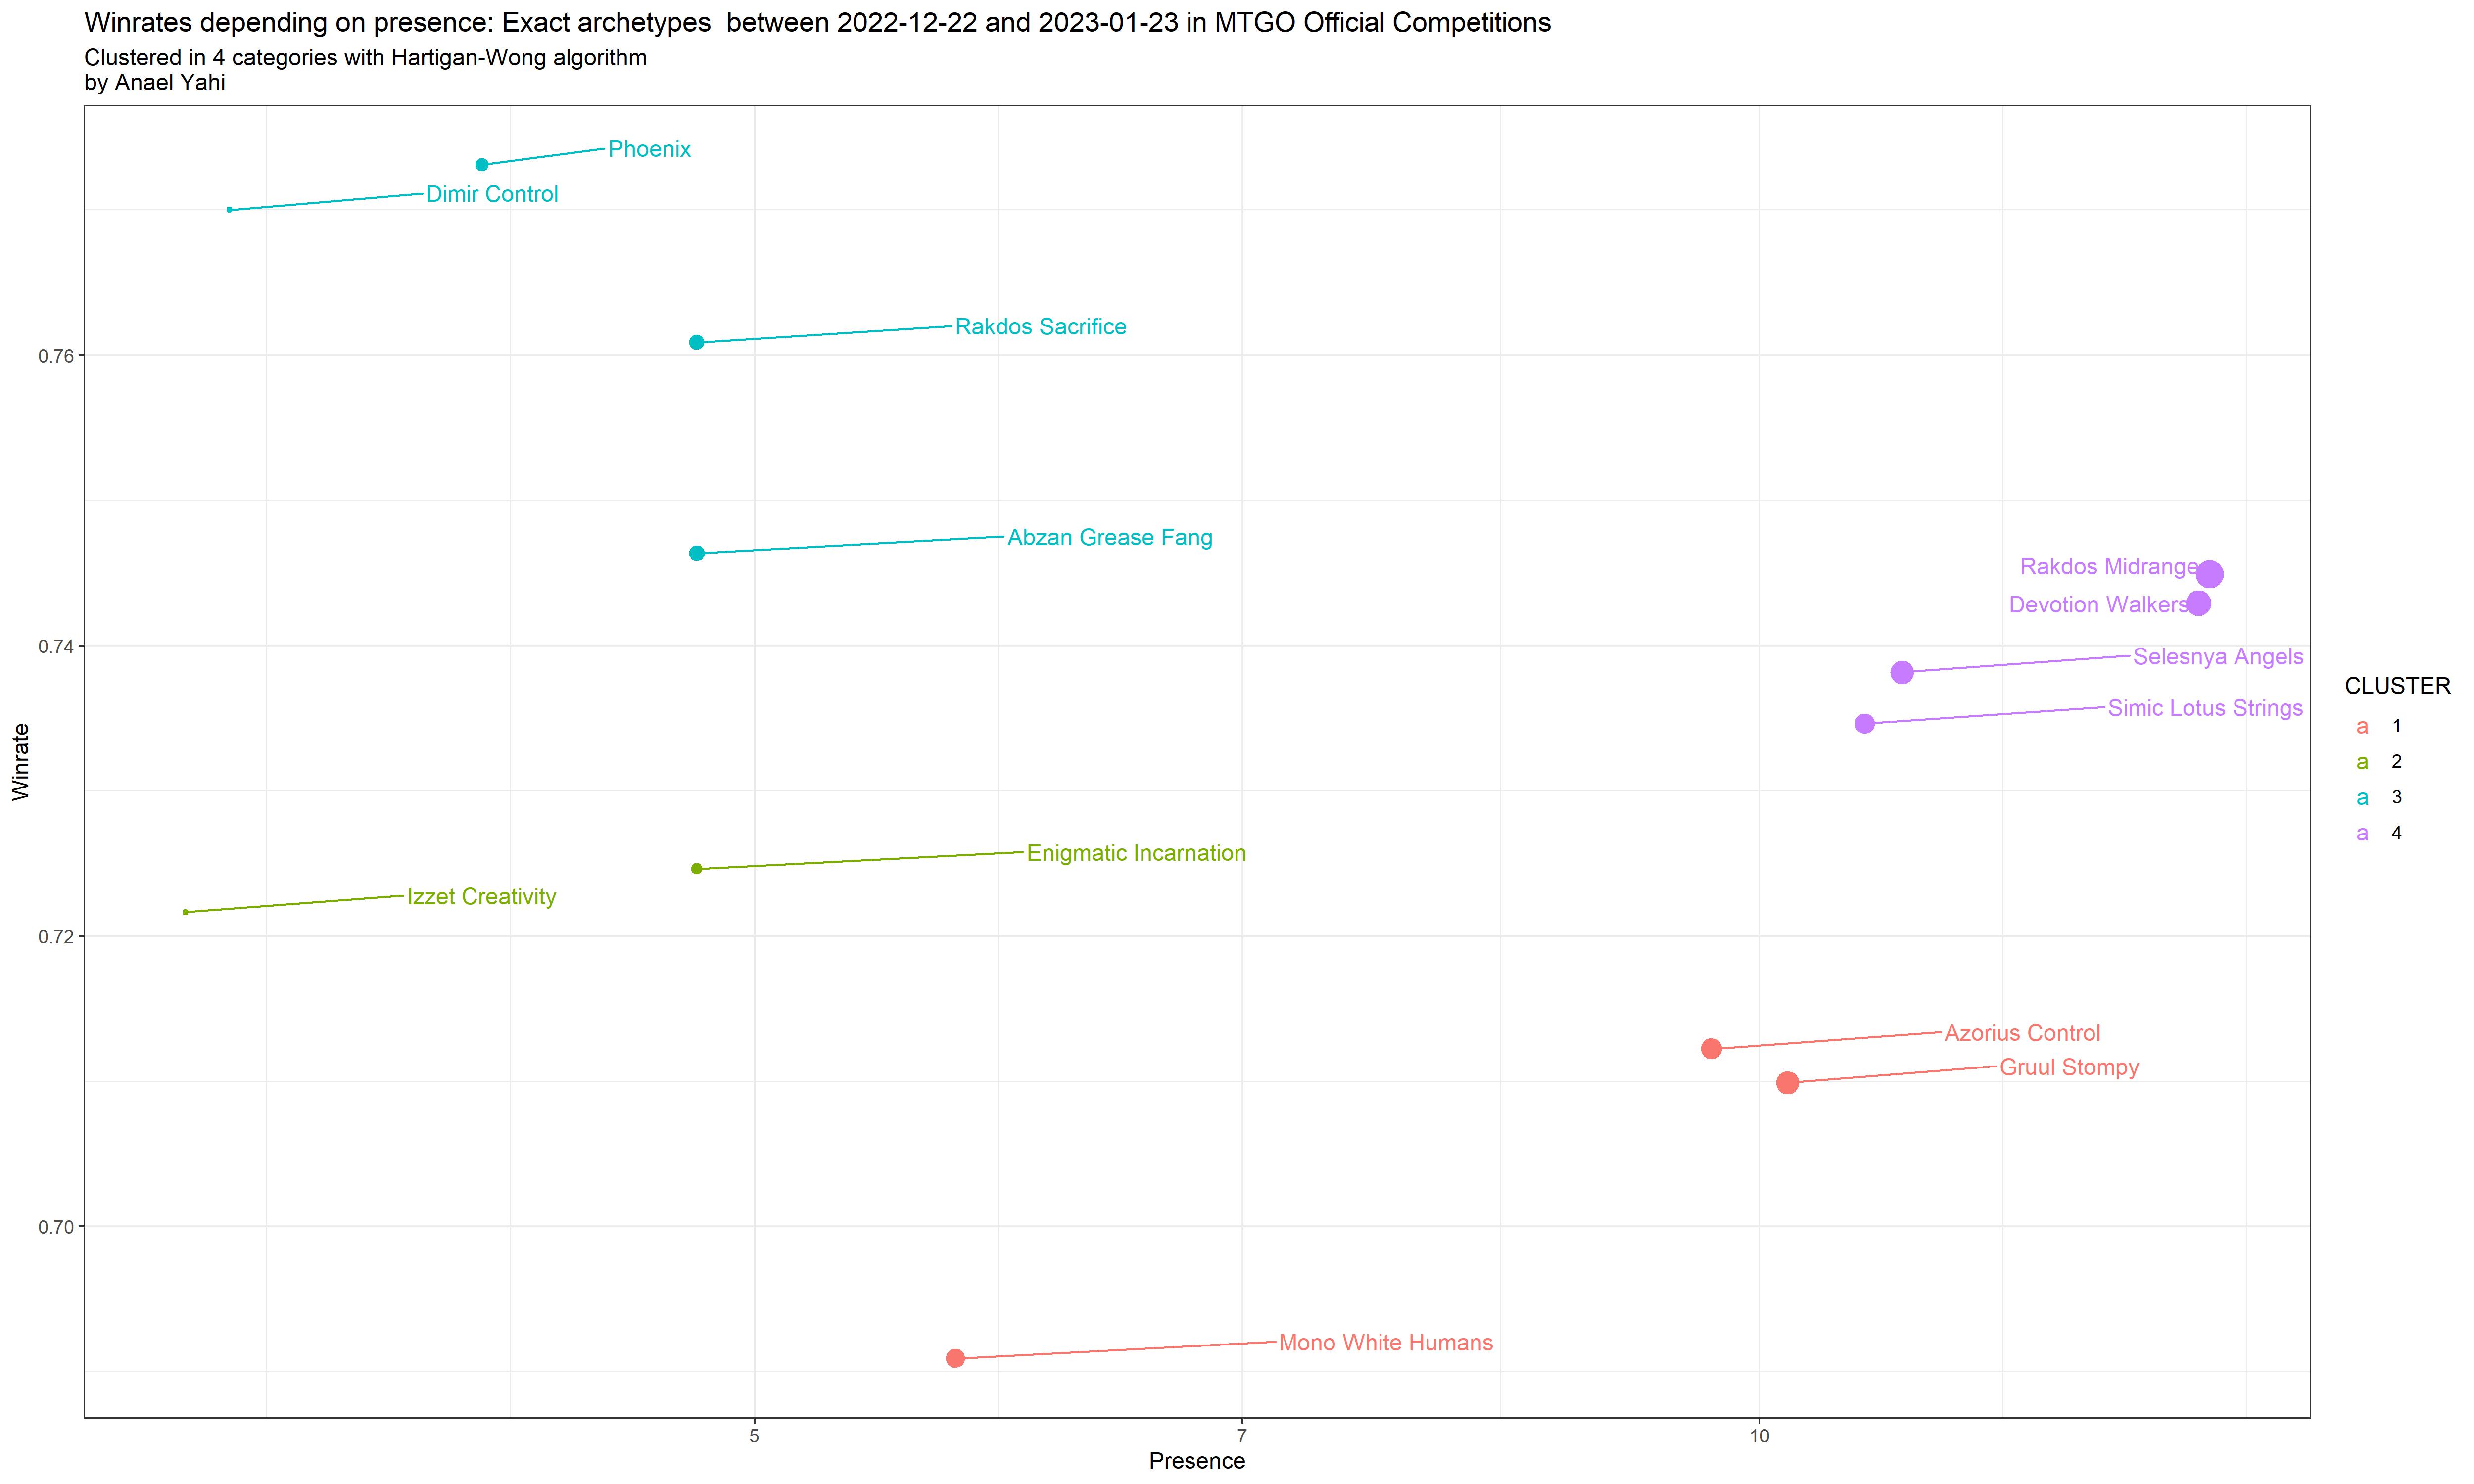 Winrates depending on presence: Exact archetypes  between 2022-12-22 and 2023-01-23 in MTGO Official Competitions
Clustered in 4 categories with Hartigan-Wong algorithm
by Anael Yahi
Phoenix
Dimir Control
Rakdos Sacrifice
0.76
Abzan Grease Fang
Rakdos Midrange
Devotion Walkers
0.74
Selesnya Angels
Simic Lotus Strings
Enigmatic Incarnation
Izzet Creativity
0.72
Azorius Control
Gruul Stompy
0.70
Mono White Humans
Winrate
5
7
10
Presence
CLUSTER
a 1
a 2
a 3
a 4